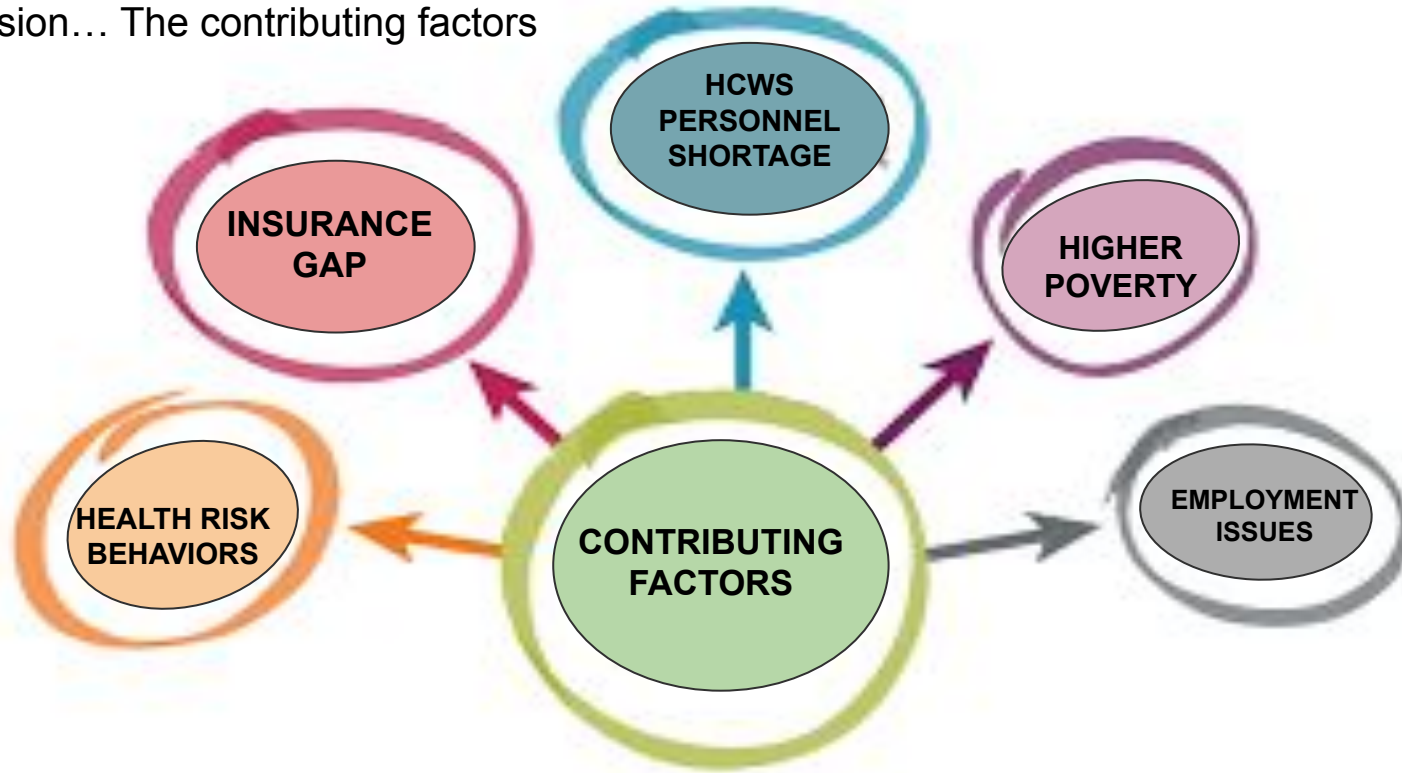 sion… The contributing factors
HCWS
PERSONNEL
SHORTAGE
INSURANCE
GAP
HIGHER
POVERTY
HEALTH RISK
BEHAVIORS
CONTRIBUTING
FACTORS
EMPLOYMENT
ISSUES